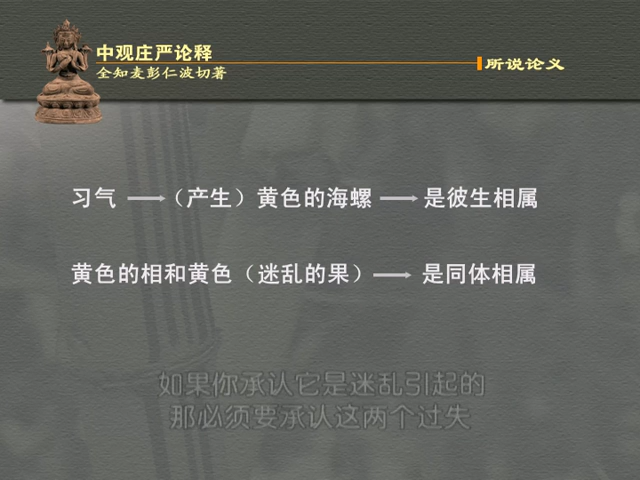 中观庄严论释
全知麦彭仁波切著
所说论义
习气 → （产生）黄色的海螺 → 是彼生相属
黄色的相和黄色（迷乱的果） → 是同体相属
如果你承认它是迷乱引起的
那必须要承认这两个过失